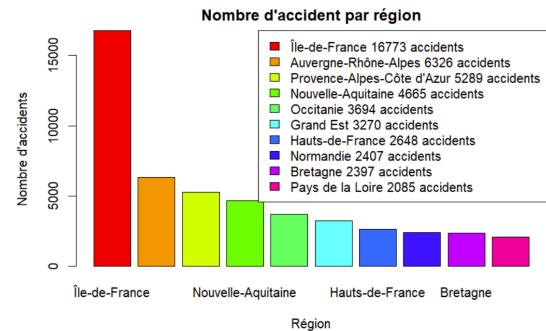 Nombre d'accident par région
Île-de-France 16773 accidents
Auvergne-Rhône-Alpes 6326 accidents
Provence-Alpes-Côte d'Azur 5289 accidents
Nouvelle-Aquitaine 4665 accidents
Occitanie 3694 accidents
Grand Est 3270 accidents
Hauts-de-France 2648 accidents
Normandie 2407 accidents
Bretagne 2397 accidents
Pays de la Loire 2085 accidents
Nombre d'accidents
15000
10000
5000
0
Île-de-France Nouvelle-Aquitaine Hauts-de-France Bretagne
Région